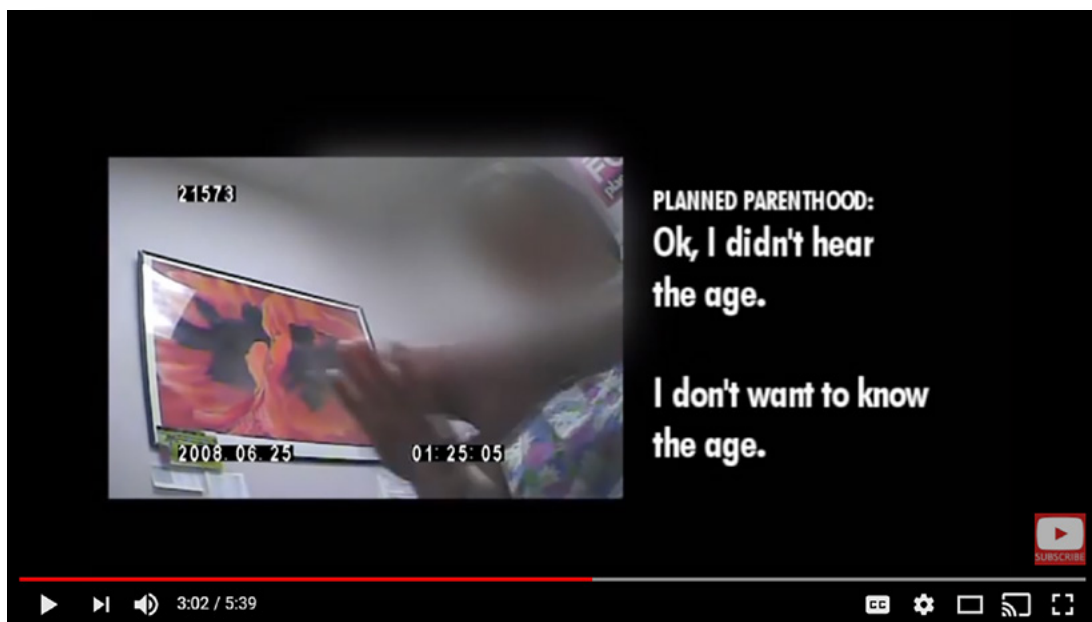 21573
PLANNED PARENTHOOD:
Ok, I didn't hear
the age.
I don't want to know
the age.
2008.06.25
01:25:05
SUBSCRIBE
3:02 / 5:39
CC